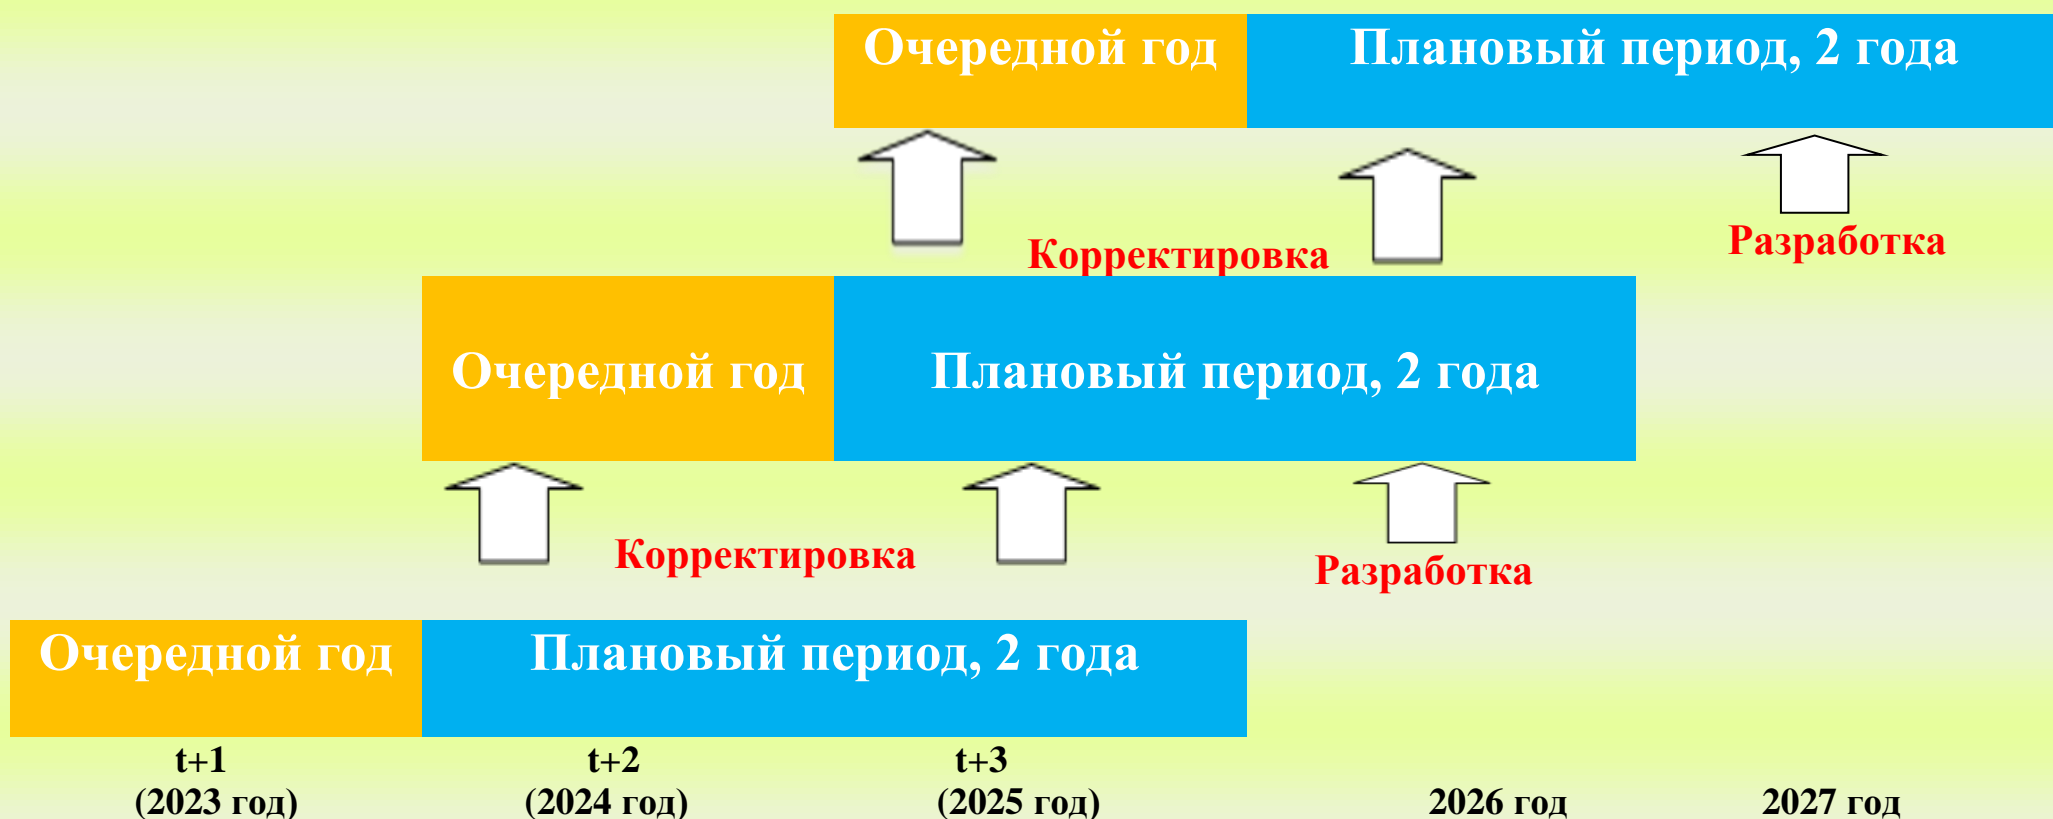 Очередной год
Плановый период, 2 года
Корректировка
Разработка
Очередной год
Плановый период, 2 года
Корректировка
Разработка
Очередной год
Плановый период, 2 года
t+1
(2023 год)
t+2
(2024 год)
t+3
(2025 год)
2026 год
2027 год